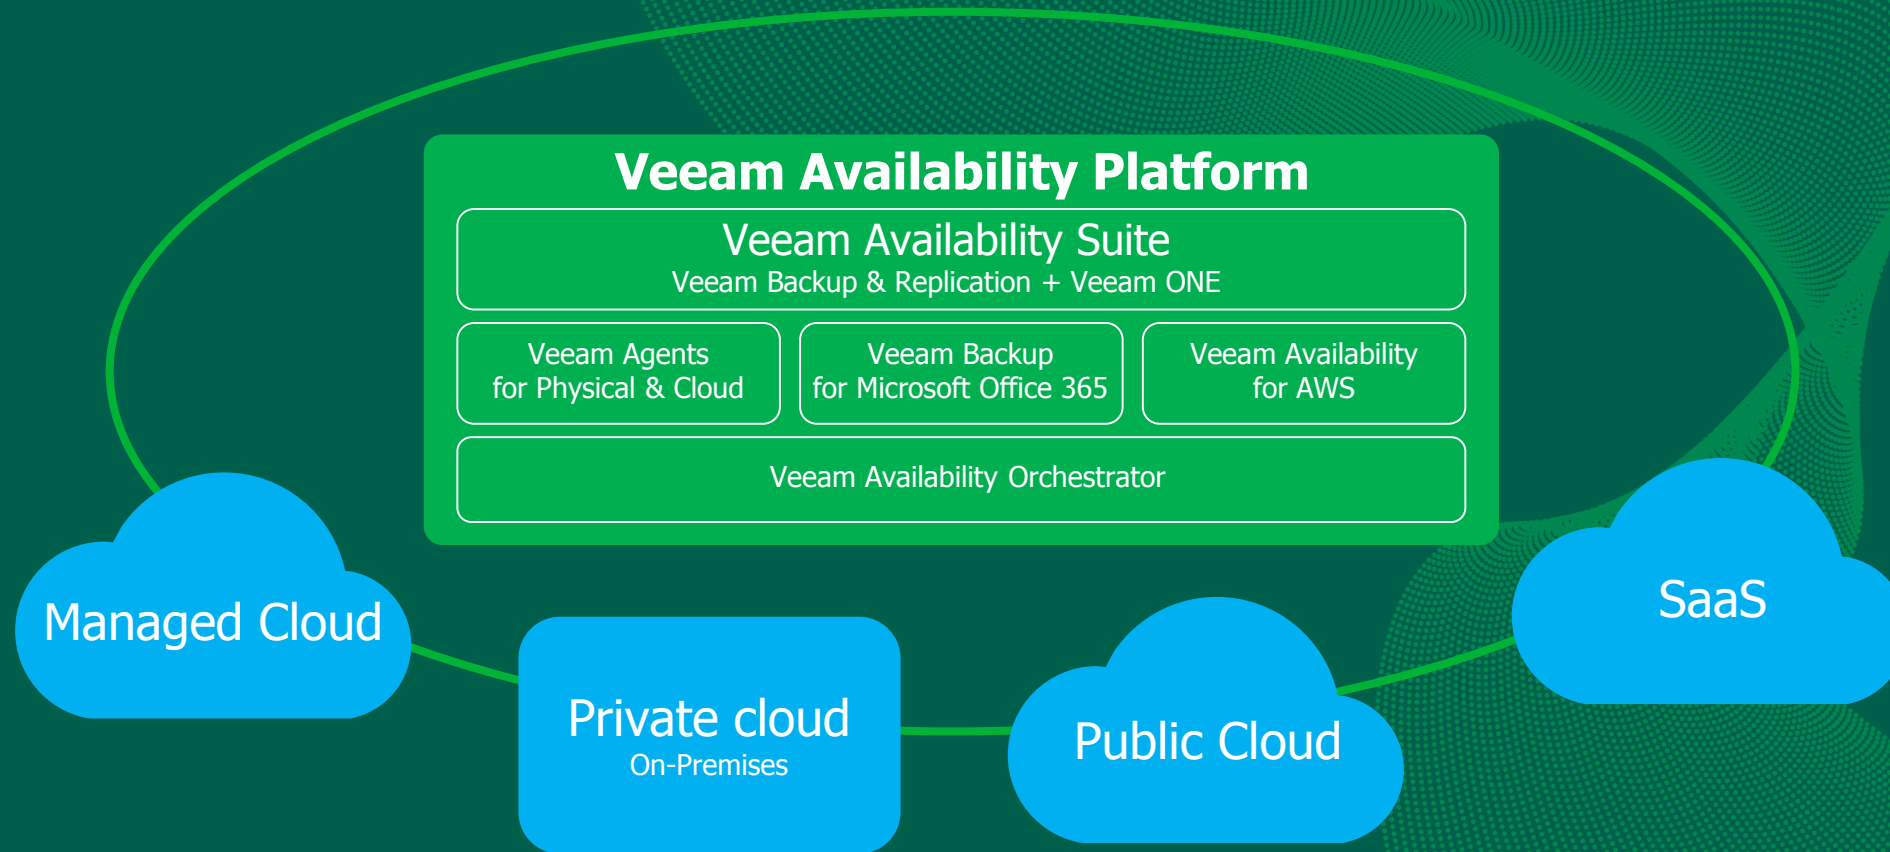 Veeam Availability Platform
Veeam Availability Suite
Veeam Backup & Replication + Veeam ONE
Veeam Agents
for Physical & Cloud
Veeam Backup
for Microsoft Office 365
Veeam Availability
for AWS
Veeam Availability Orchestrator
Managed Cloud
Private cloud
On-Premises
Public Cloud
SaaS